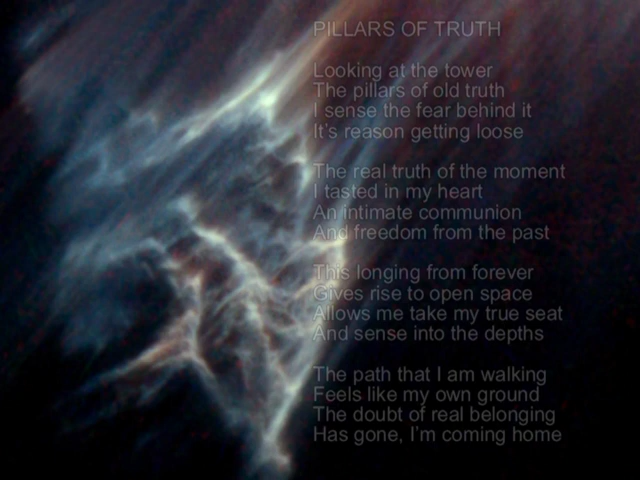 PILLARS OF TRUTH
Looking at the tower
The pillars of old truth
I sense the fear behind it
It's reason getting loose
The real truth of the moment
I tasted in my heart
An intimate communion
And freedom from the past
This longing from forever
Gives rise to open space
Allows me take my true seat
And sense into the depths
The path that I am walking
Feels like my own ground
The doubt of real belonging
Has gone, I'm coming home